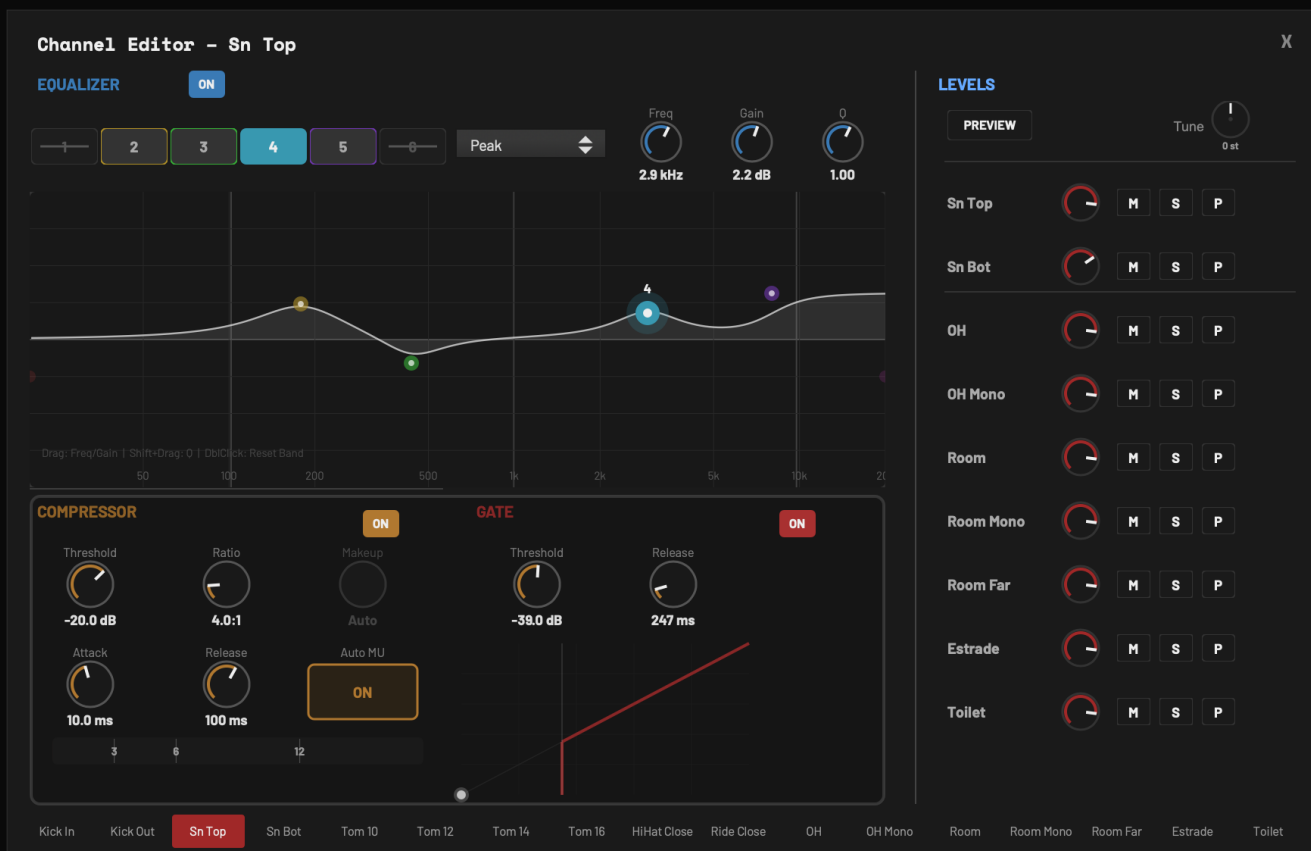 Channel Editor – Sn Top
X
EQUALIZER ON
1 2 3 4 5 6 Peak
Freq Gain Q
2.9 kHz 2.2 dB 1.00
4
Drag: Freq/Gain | Shift+Drag: Q | DblClick: Reset Band
50 100 200 500 1k 2k 5k 10k
COMPRESSOR ON
Threshold Ratio Makeup
-20.0 dB 4.0:1 Auto
Attack Release Auto MU
ON
10.0 ms 100 ms
3 6 12
GATE ON
Threshold Release
-39.0 dB 247 ms
LEVELS
PREVIEW Tune
0 st
Sn Top M S P
Sn Bot M S P
OH M S P
OH Mono M S P
Room M S P
Room Mono M S P
Room Far M S P
Estrade M S P
Toilet M S P
Kick In Kick Out Sn Top Sn Bot Tom 10 Tom 12 Tom 14 Tom 16 HiHat Close Ride Close OH OH Mono Room Room Mono Room Far Estrade Toilet